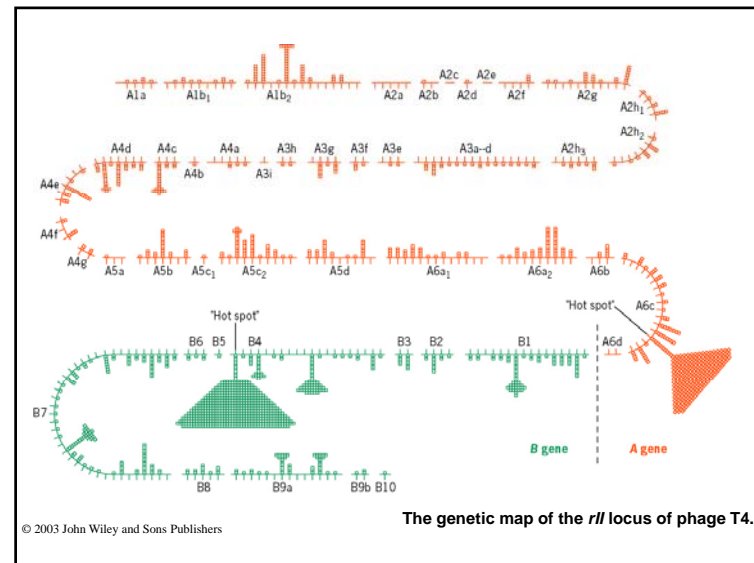 A2c A2e
A1a A1b₁ A1b₂ A2a A2b A2d A2f A2g
A2h₁
A2h₂
A4d A4c A4a A3h A3g A3f A3e A3a–d A2h₃
A4b A3i
A4e
A4f
A4g
A5a A5b A5c₁ A5c₂ A5d A6a₁ A6a₂ A6b
A6c
"Hot spot"
"Hot spot"
B6 B5 B4 B3 B2 B1 A6d
B7
B gene A gene
B8 B9a B9b B10
The genetic map of the rII locus of phage T4.
© 2003 John Wiley and Sons Publishers